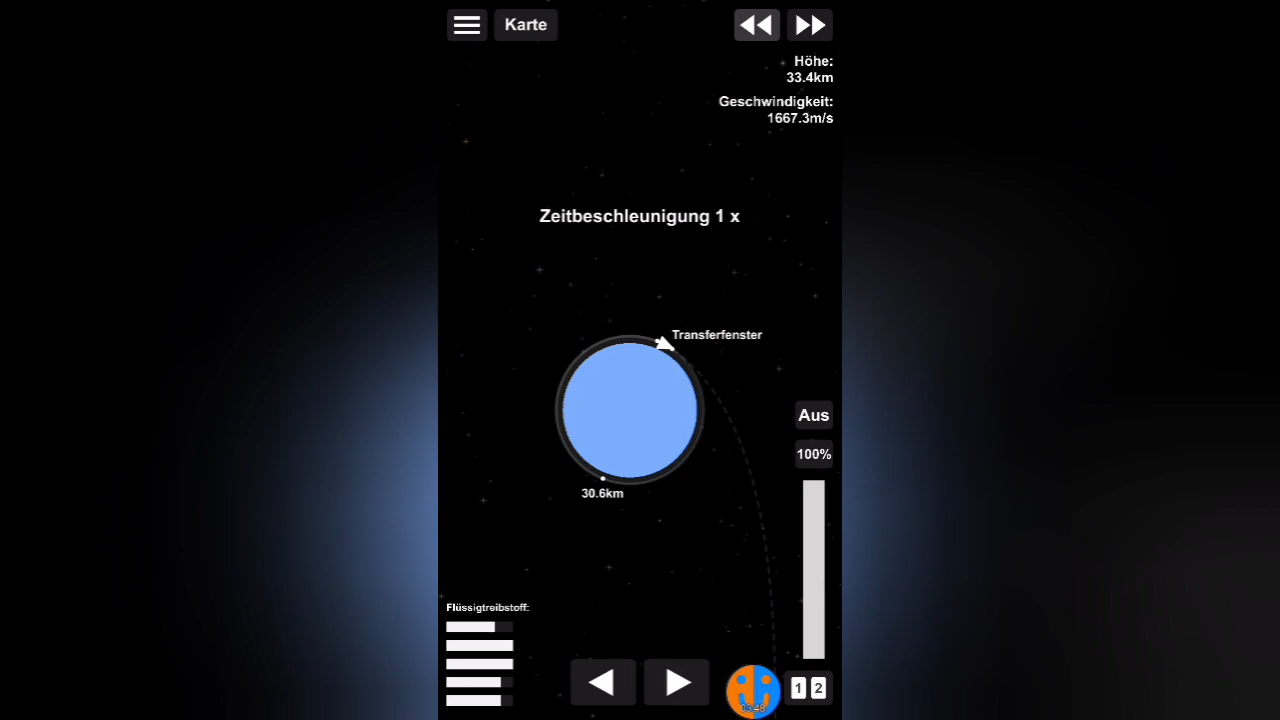 Karte
Höhe:
33.4km
Geschwindigkeit:
1667.3m/s
Zeitbeschleunigung 1 x
Transferfenster
Aus
100%
30.6km
Flüssigtreibstoff:
1 2